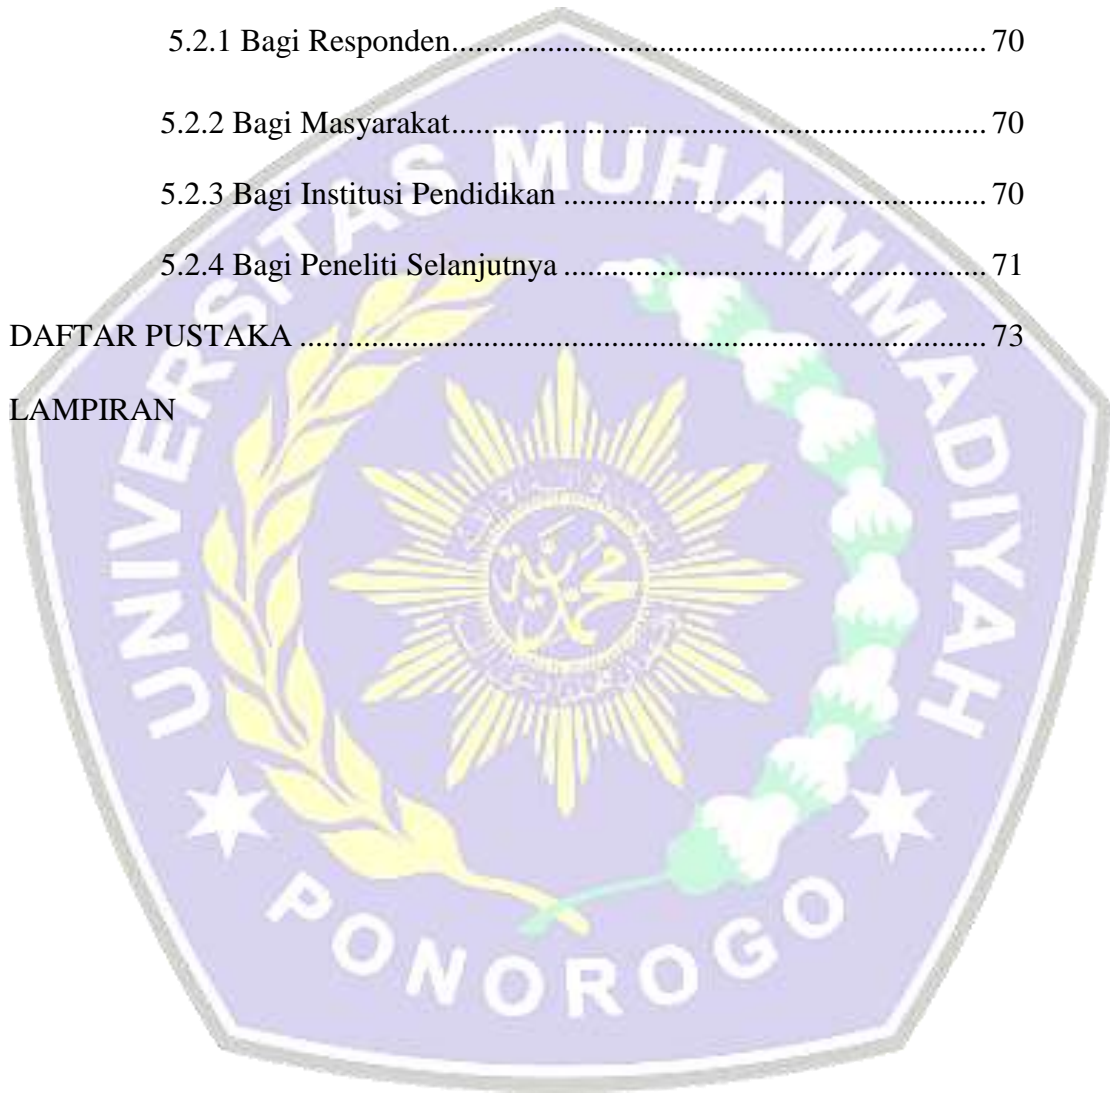 5.2.1 Bagi Responden.................................................................... 70
5.2.2 Bagi Masyarakat.................................................................... 70
5.2.3 Bagi Institusi Pendidikan ...................................................... 70
5.2.4 Bagi Peneliti Selanjutnya ...................................................... 71
DAFTAR PUSTAKA ........................................................................................ 73
LAMPIRAN
UNIVERSITAS MUHAMMADIYAH
PONOROGO
محمدية